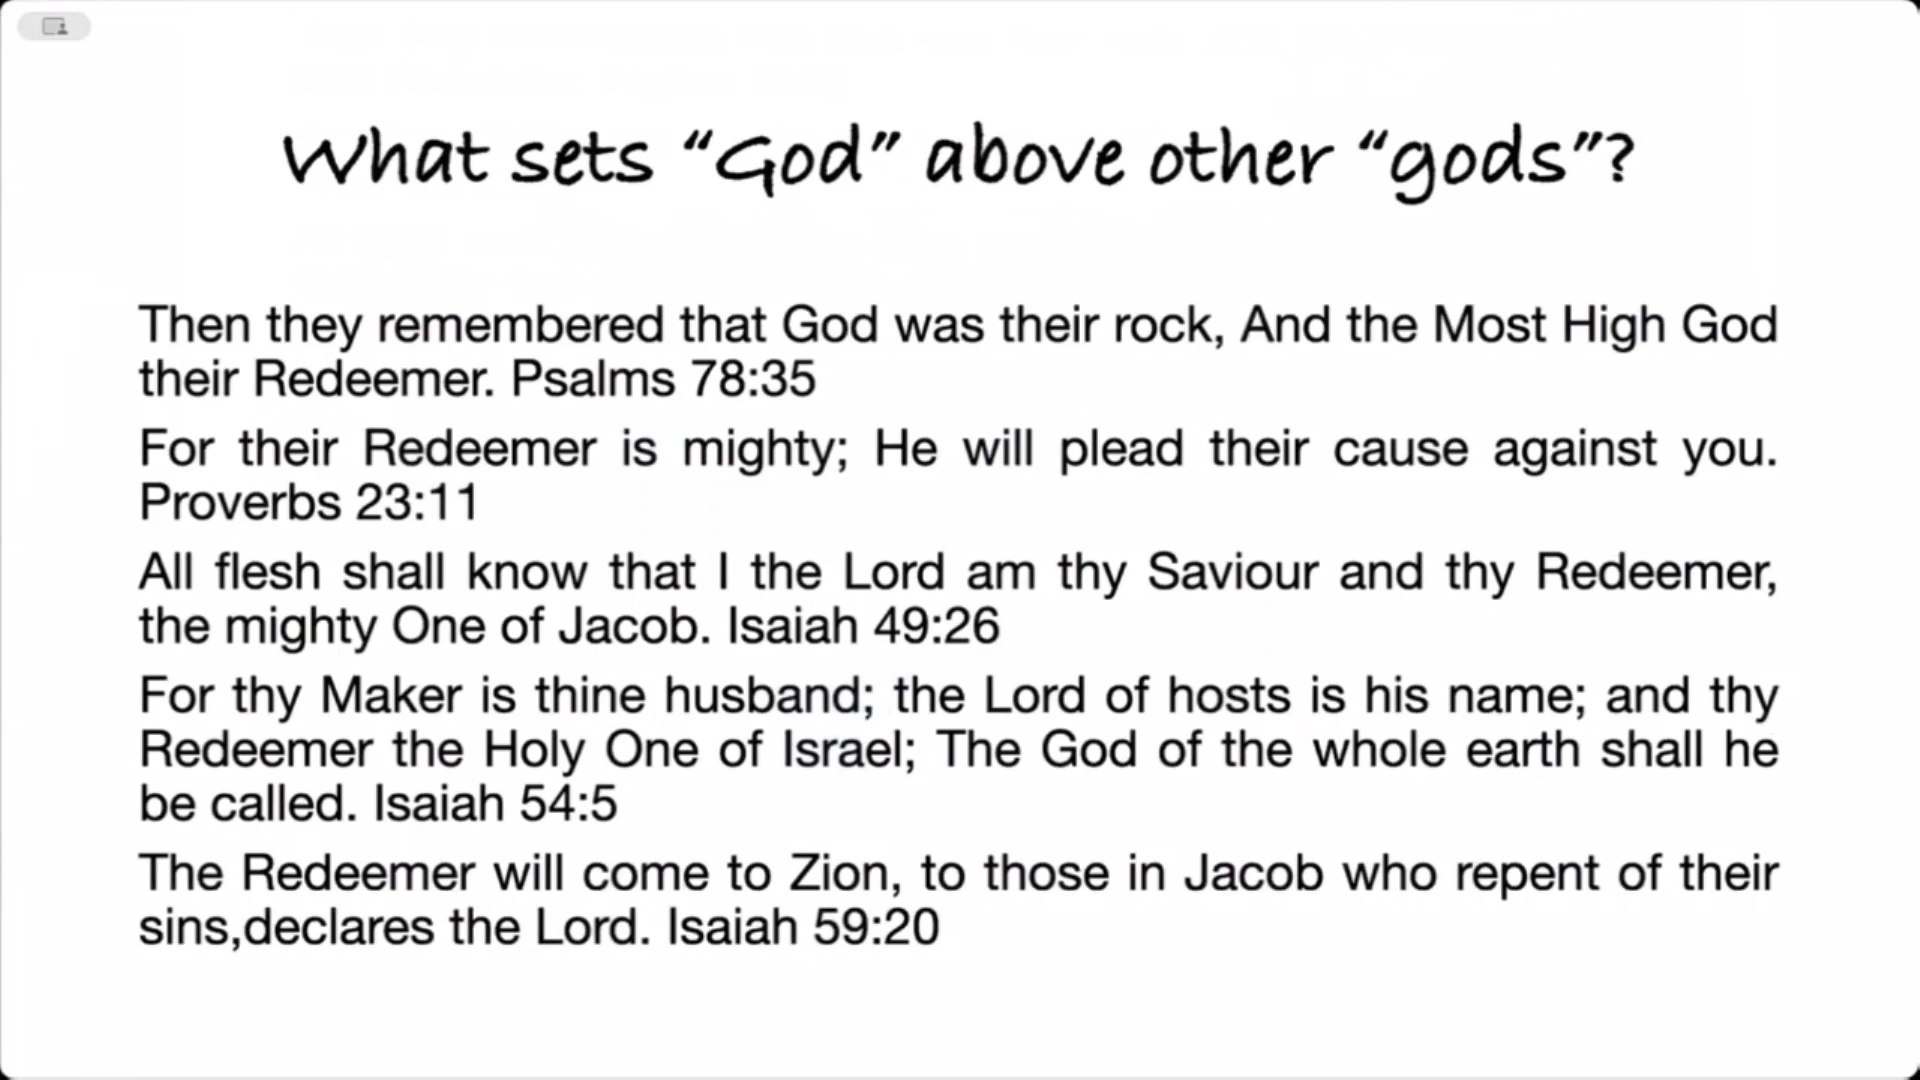 What sets “God” above other “gods”?
Then they remembered that God was their rock, And the Most High God
their Redeemer. Psalms 78:35
For their Redeemer is mighty; He will plead their cause against you.
Proverbs 23:11
All flesh shall know that I the Lord am thy Saviour and thy Redeemer,
the mighty One of Jacob. Isaiah 49:26
For thy Maker is thine husband; the Lord of hosts is his name; and thy
Redeemer the Holy One of Israel; The God of the whole earth shall he
be called. Isaiah 54:5
The Redeemer will come to Zion, to those in Jacob who repent of their
sins,declares the Lord. Isaiah 59:20